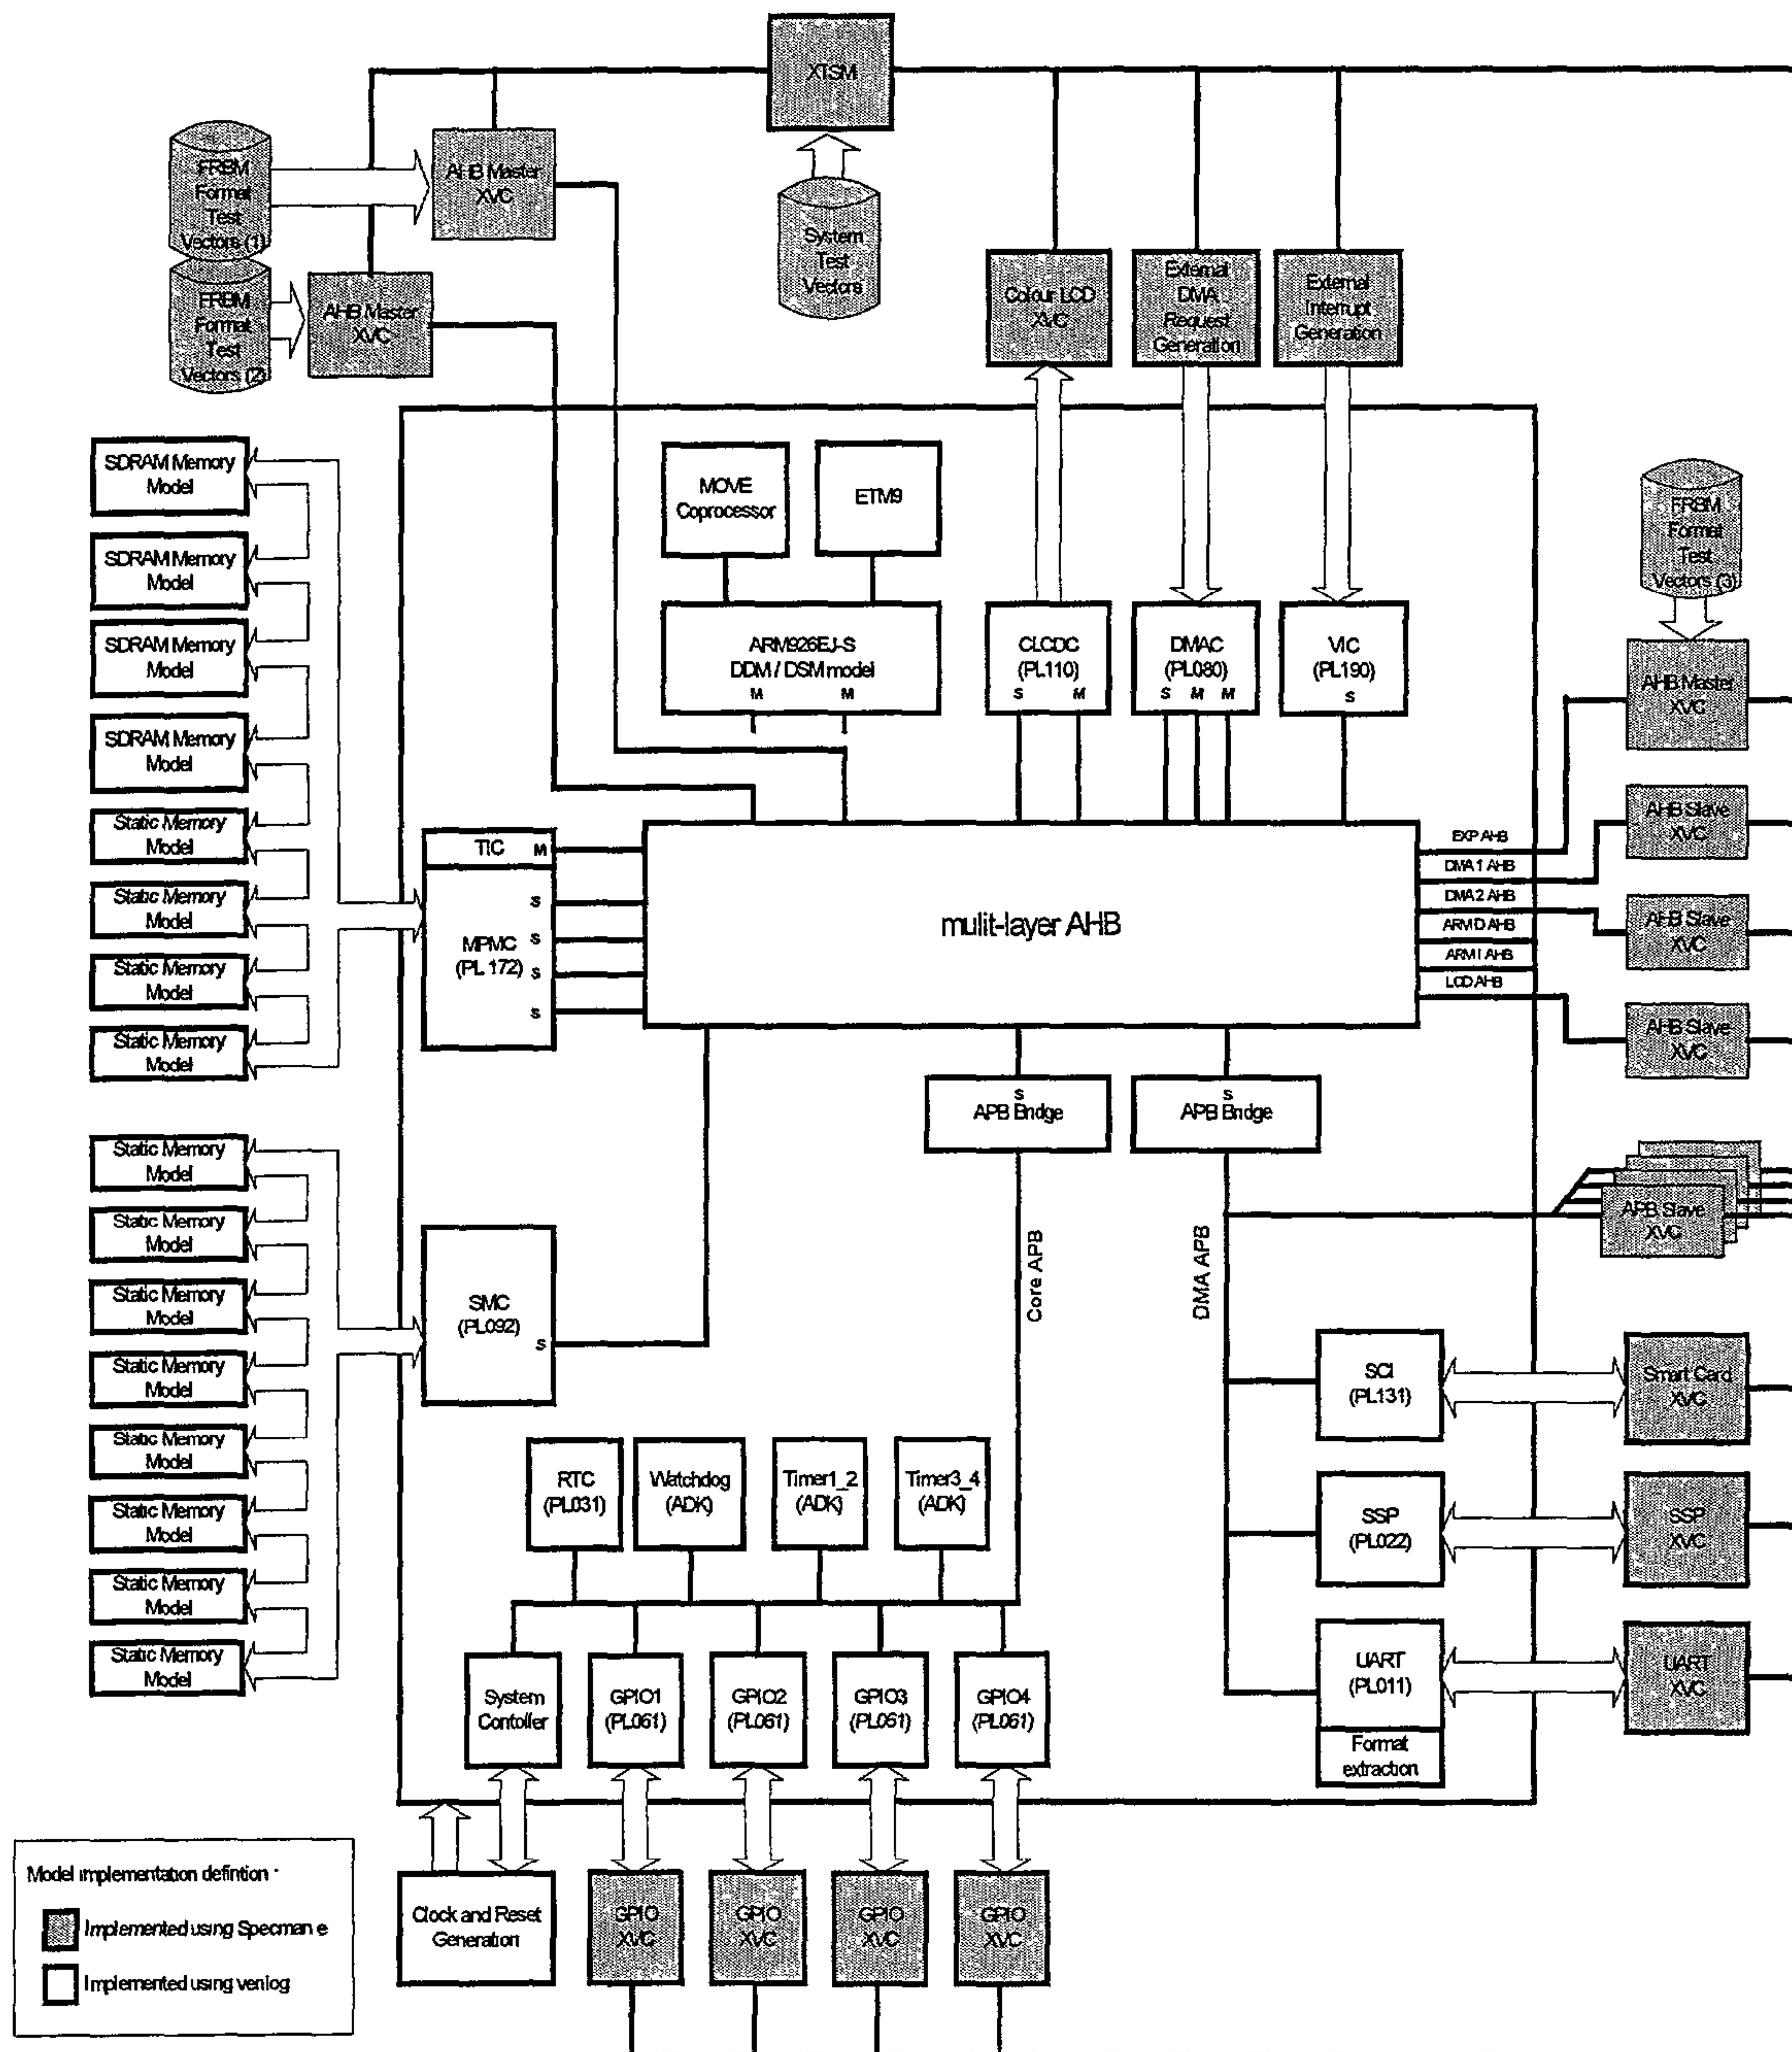 XTSM
FRBM
Format
Test
Vectors (1)
AHB Master
XVC
System
Test
Vectors
FRBM
Format
Test
Vectors (2)
AHB Master
XVC
Colour LCD
XVC
External
DMA
Request
Generation
External
Interrupt
Generation
SDRAM Memory
Model
SDRAM Memory
Model
SDRAM Memory
Model
SDRAM Memory
Model
Static Memory
Model
Static Memory
Model
Static Memory
Model
Static Memory
Model
MOVE
Coprocessor
ETM9
ARM926EJ-S
DDM / DSM model
M M
CLCDC
(PL110)
S M
DMAC
(PL080)
S M M
VIC
(PL190)
S
FRBM
Format
Test
Vectors (3)
AHB Master
XVC
AHB Slave
XVC
AHB Slave
XVC
AHB Slave
XVC
TIC M
MPMC
(PL172)
S
S
S
S
mulit-layer AHB
EXP AHB
DMA 1 AHB
DMA 2 AHB
ARM D AHB
ARM I AHB
LCD AHB
S
APB Bridge
S
APB Bridge
Core APB
DMA APB
APB Slave
XVC
Static Memory
Model
Static Memory
Model
Static Memory
Model
Static Memory
Model
Static Memory
Model
Static Memory
Model
Static Memory
Model
Static Memory
Model
SMC
(PL092)
S
SCI
(PL131)
Smart Card
XVC
SSP
(PL022)
SSP
XVC
UART
(PL011)
Format
extraction
UART
XVC
RTC
(PL031)
Watchdog
(ADK)
Timer1_2
(ADK)
Timer3_4
(ADK)
System
Contoller
GPIO1
(PL061)
GPIO2
(PL061)
GPIO3
(PL061)
GPIO4
(PL061)
Clock and Reset
Generation
GPIO
XVC
GPIO
XVC
GPIO
XVC
GPIO
XVC
Model implementation defintion
Implemented using Specman e
Implemented using verilog